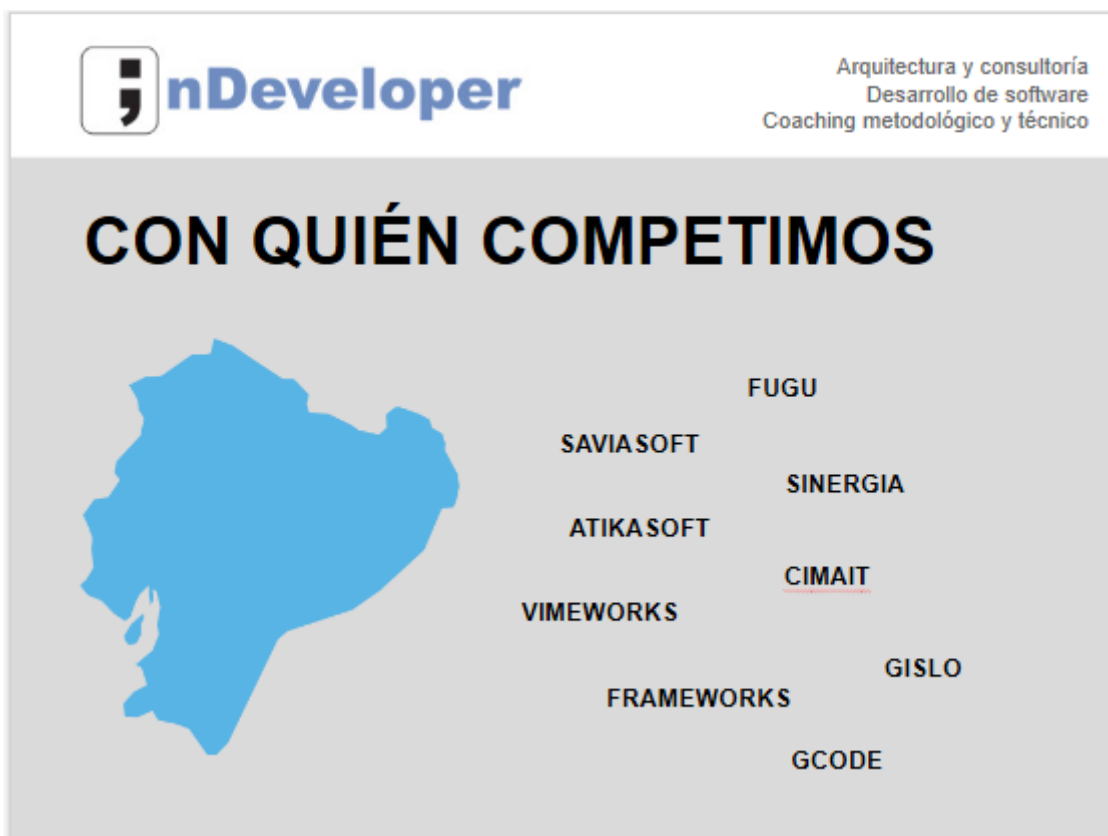 ;nDeveloper
Arquitectura y consultoría
Desarrollo de software
Coaching metodológico y técnico
CON QUIÉN COMPETIMOS
FUGU
SAVIASOFT
SINERGIA
ATIKASOFT
CIMAIT
VIMEWORKS
GISLO
FRAMEWORKS
GCODE